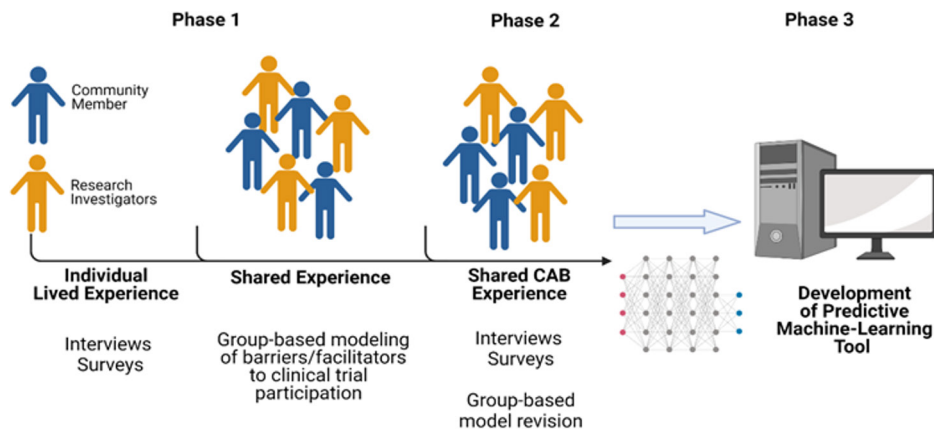 Phase 1
Phase 2
Phase 3
Community
Member
Research
Investigators
Individual
Lived Experience
Interviews
Surveys
Shared Experience
Group-based modeling
of barriers/facilitators
to clinical trial
participation
Shared CAB
Experience
Interviews
Surveys
Group-based
model revision
Development
of Predictive
Machine-Learning
Tool